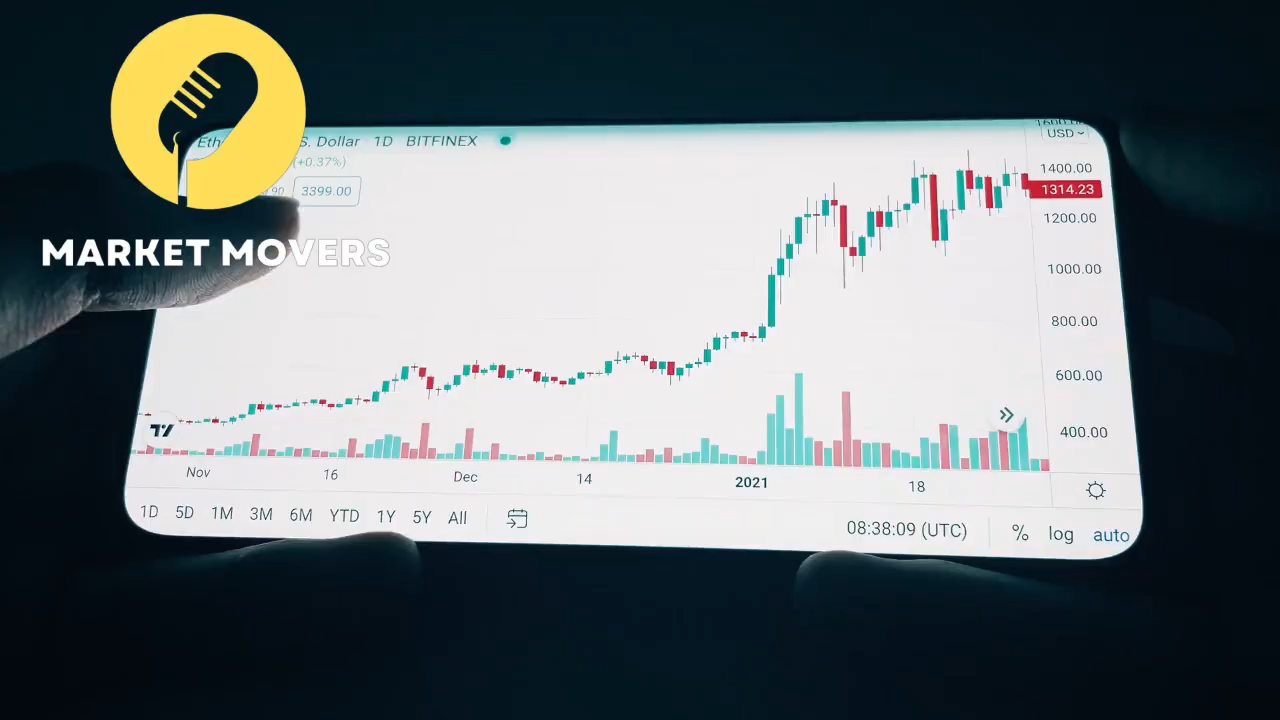 MARKET MOVERS
Eth S. Dollar 1D BITFINEX
(+0.37%)
.90 3399.00
USD
1400.00
1314.23
1200.00
1000.00
800.00
600.00
400.00
Nov 16 Dec 14 2021 18
1D 5D 1M 3M 6M YTD 1Y 5Y All
08:38:09 (UTC) % log auto